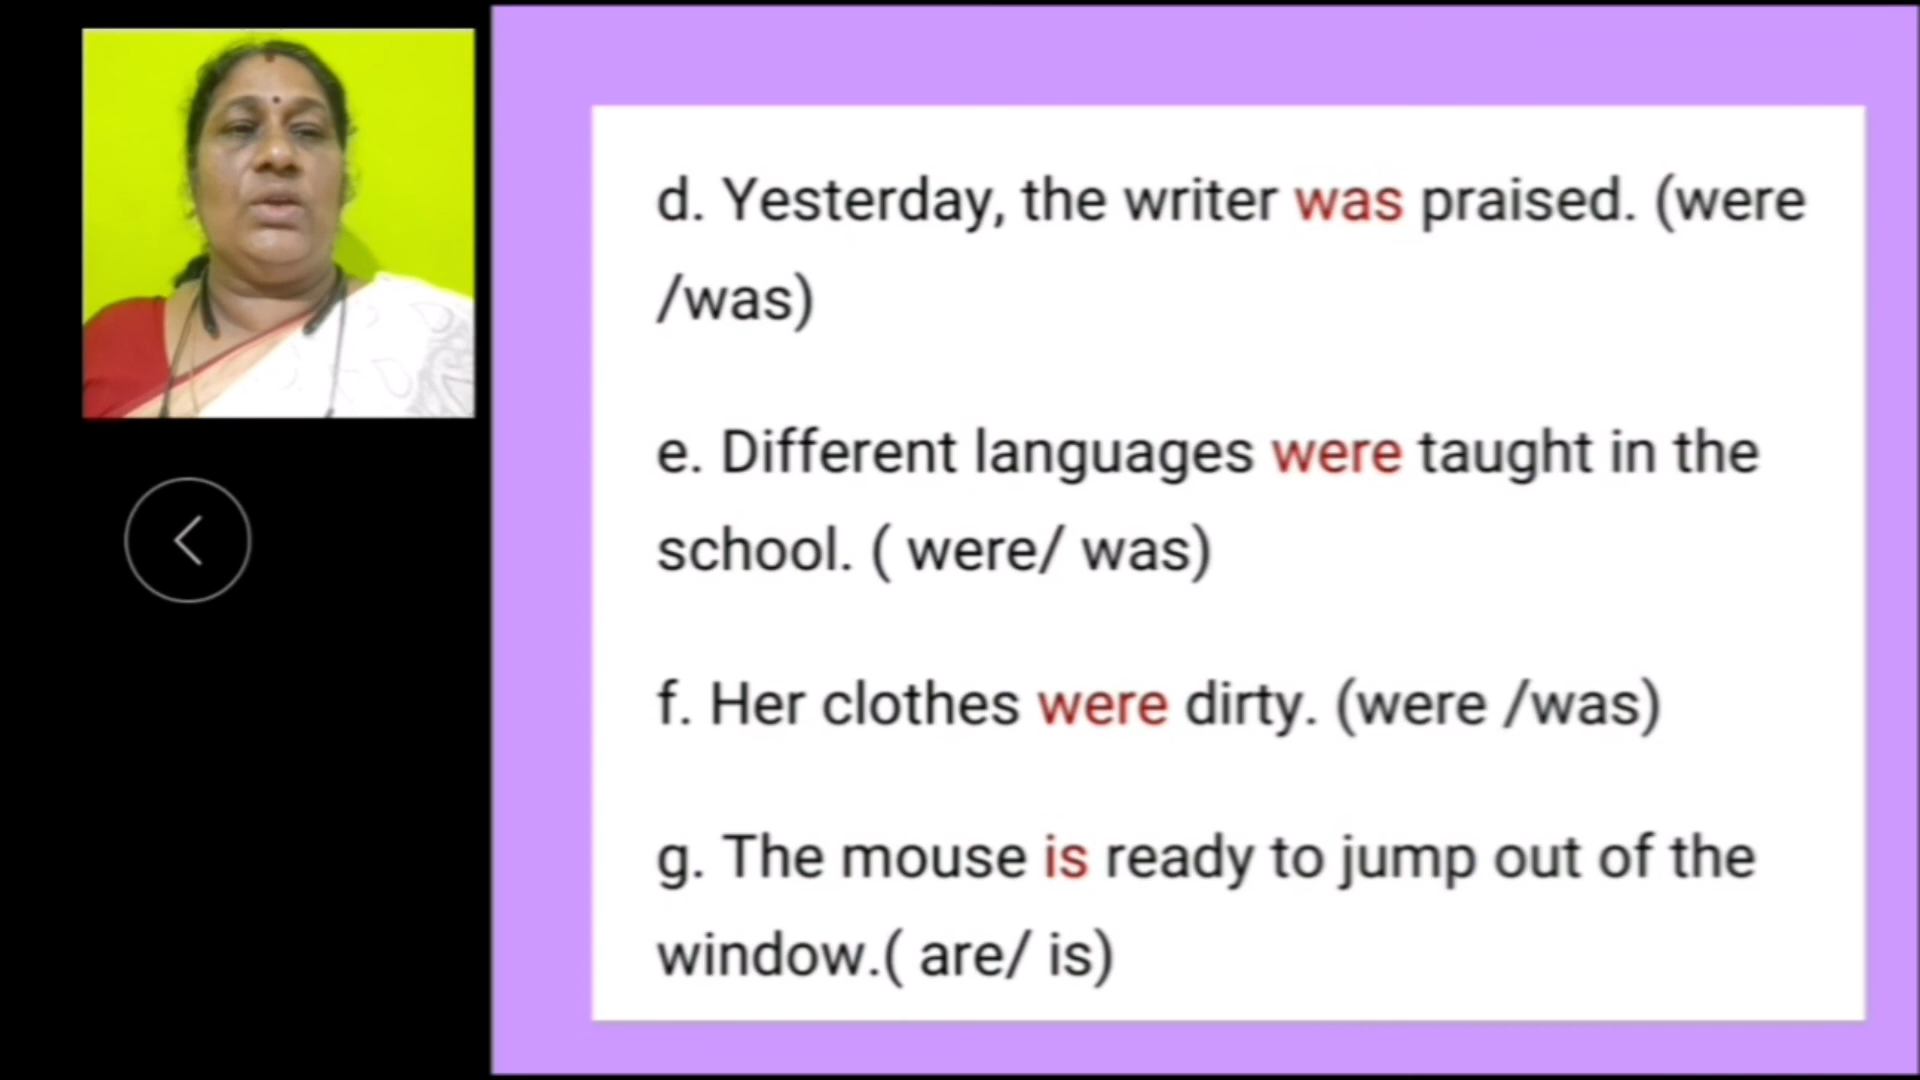 d. Yesterday, the writer was praised. (were
/was)
e. Different languages were taught in the
school. ( were/ was)
f. Her clothes were dirty. (were /was)
g. The mouse is ready to jump out of the
window.( are/ is)